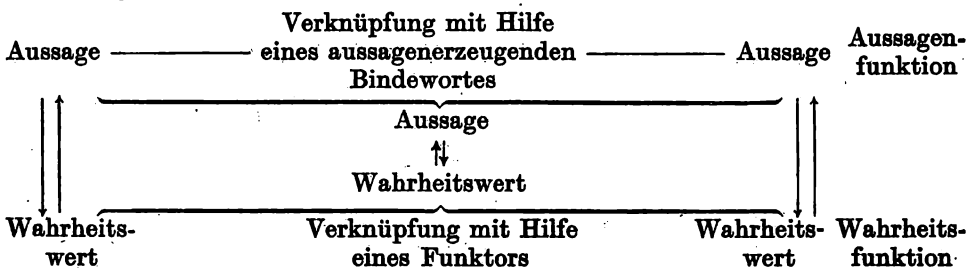 Verknüpfung mit Hilfe
Aussage eines aussagenerzeugenden Aussage Aussagen-
Bindewortes funktion
Aussage
Wahrheitswert
Wahrheits- Verknüpfung mit Hilfe Wahrheits- Wahrheits-
wert eines Funktors wert funktion